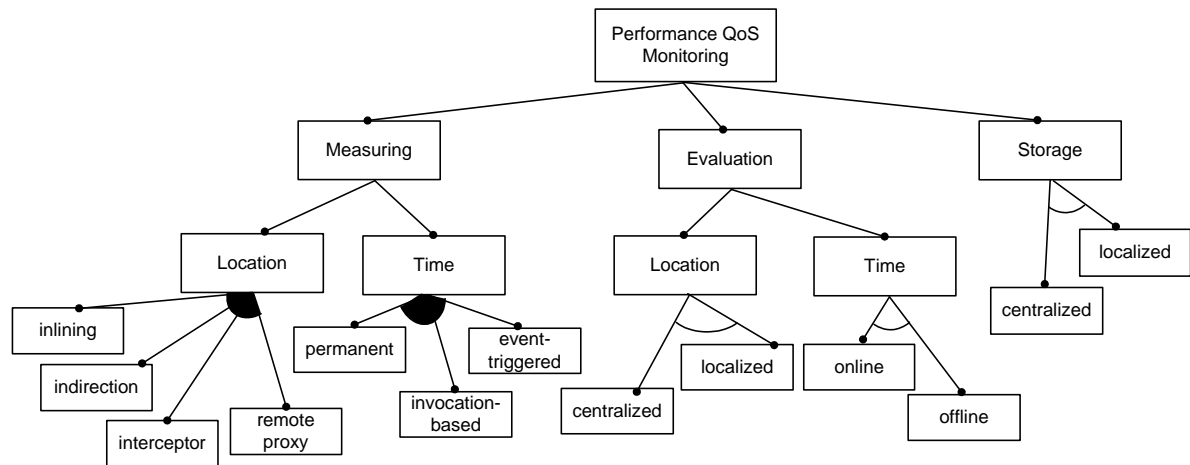 Performance QoS
Monitoring
Measuring
Evaluation
Storage
Location
Time
Location
Time
localized
centralized
inlining
permanent
event-
triggered
localized
online
indirection
invocation-
based
centralized
offline
interceptor
remote
proxy